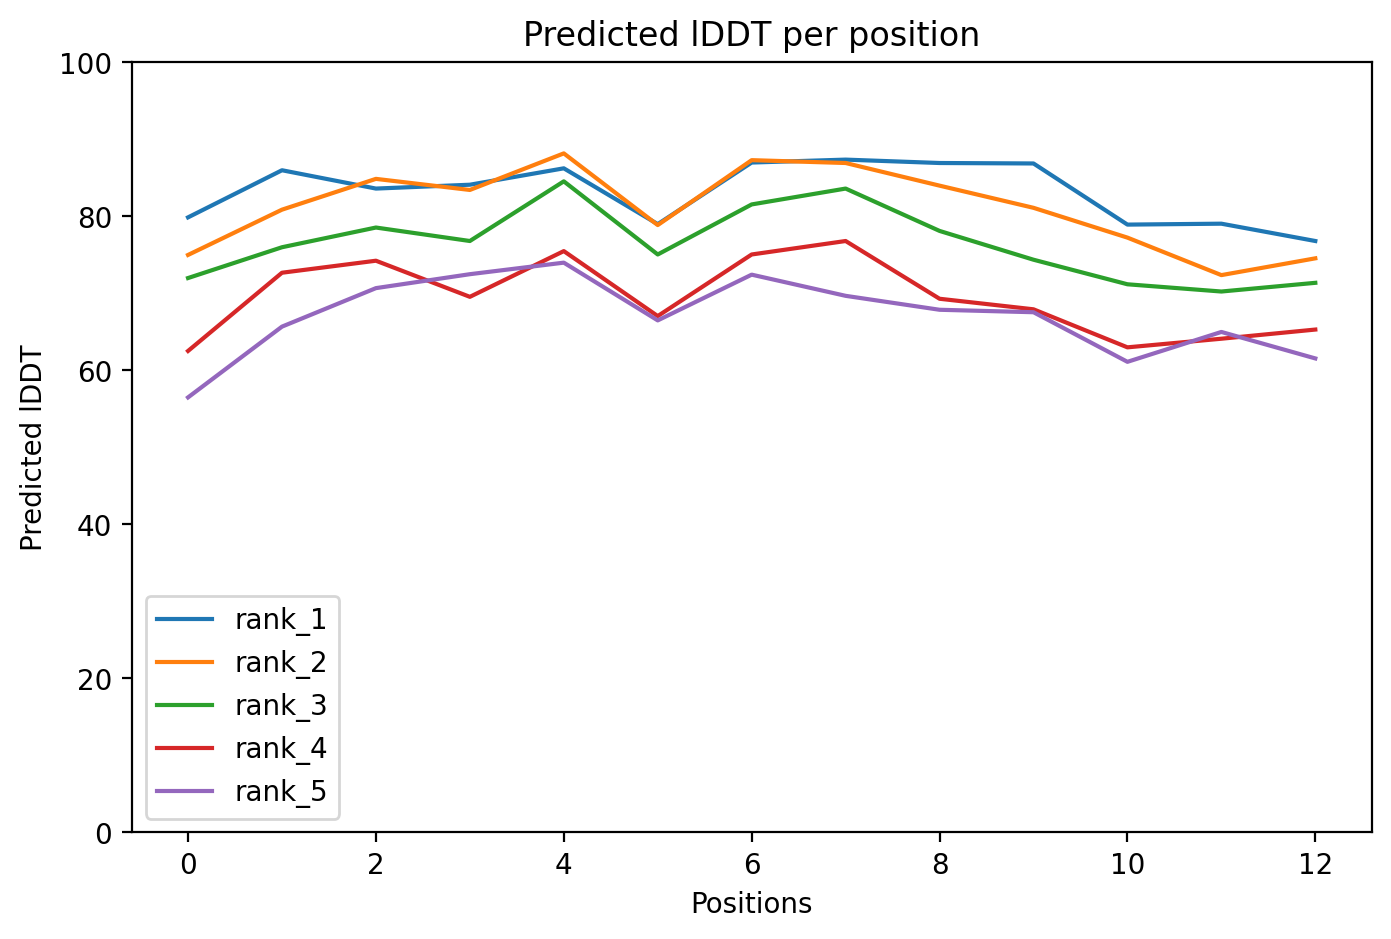 Predicted lDDT per position
100
80
60
40
20
0
Predicted lDDT
rank_1
rank_2
rank_3
rank_4
rank_5
0 2 4 6 8 10 12
Positions